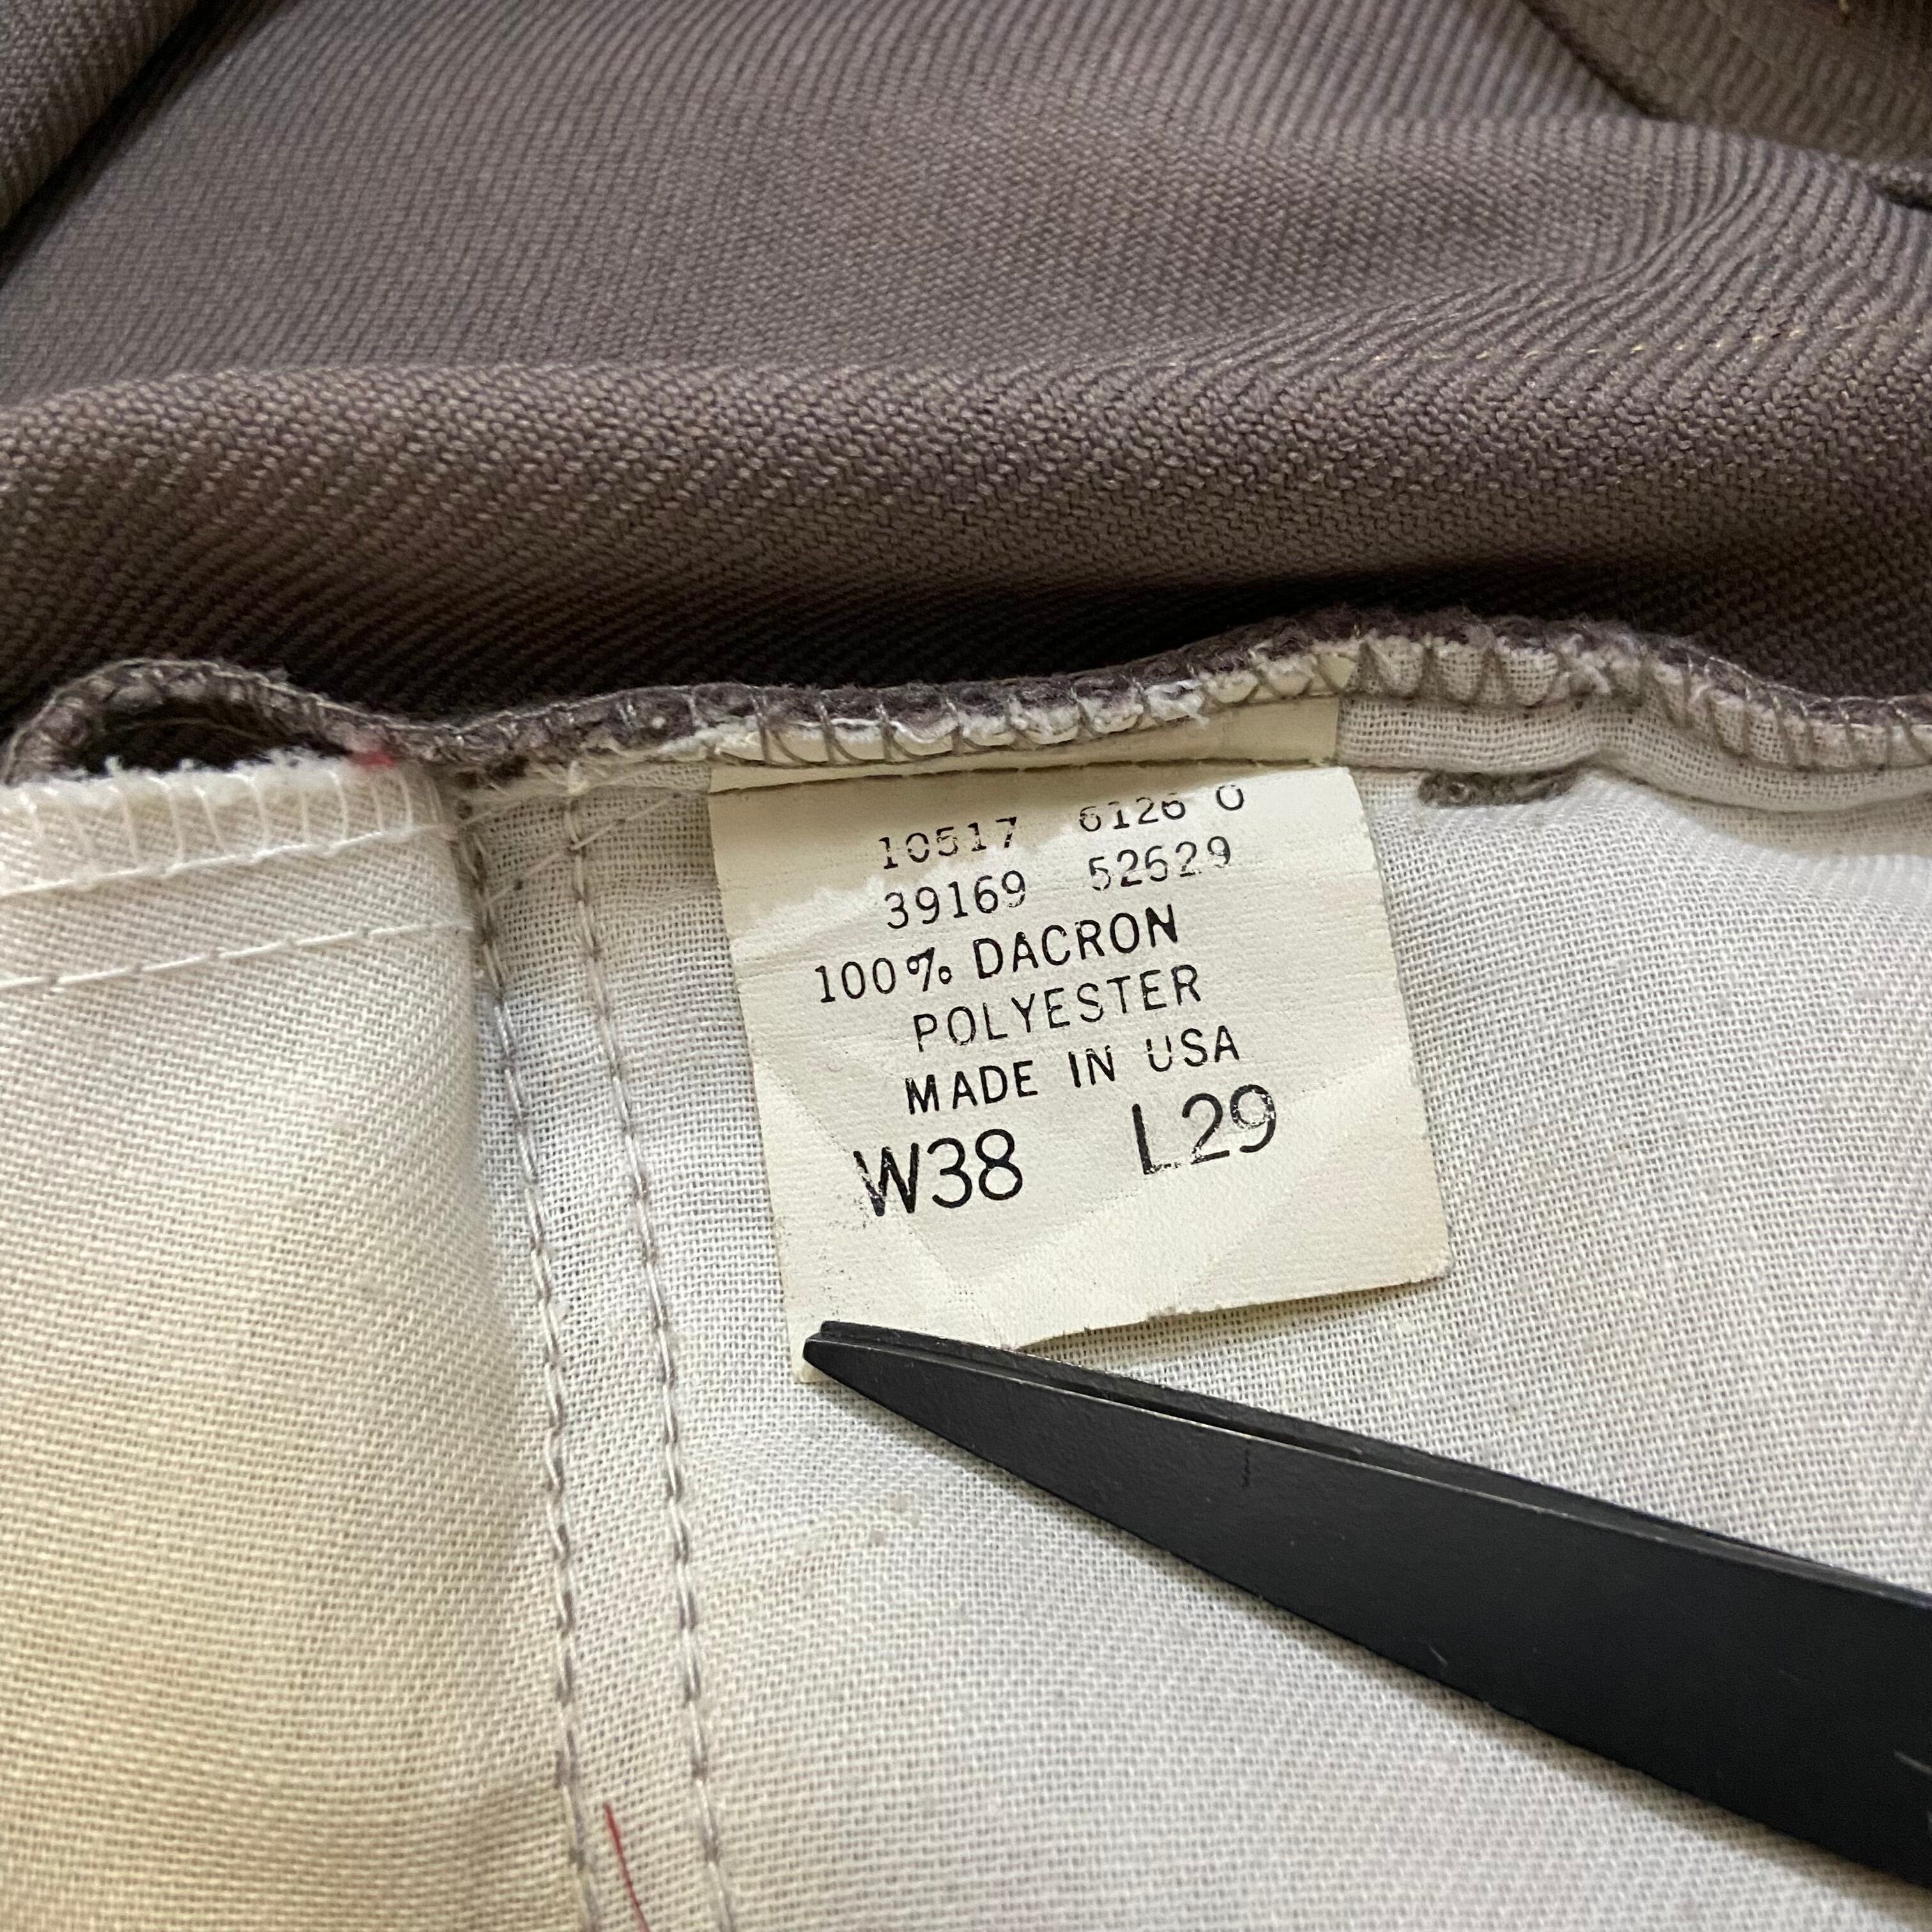 10517 6126 0
39169 52629
100% DACRON
POLYESTER
MADE IN USA
W38 L29